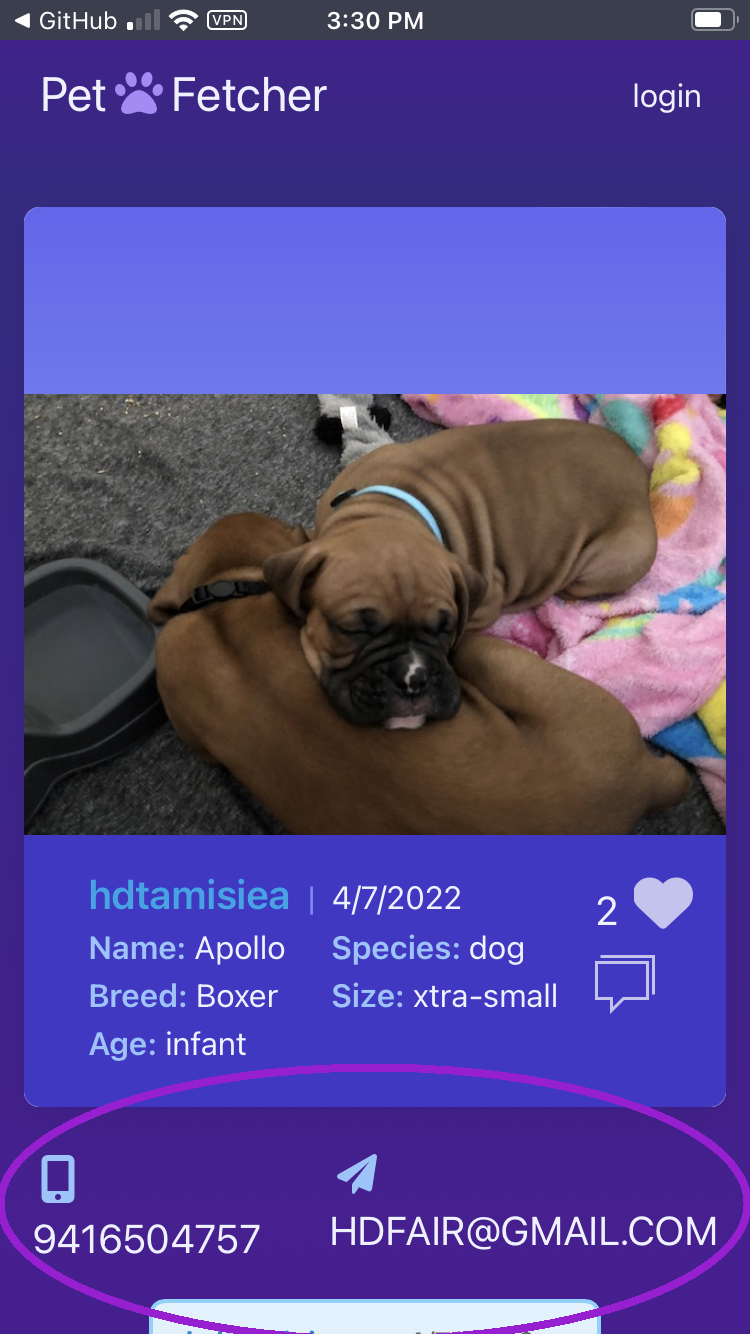 GitHub VPN 3:30 PM
Pet Fetcher login
hdtamisiea | 4/7/2022
2
Name: Apollo Species: dog
Breed: Boxer Size: xtra-small
Age: infant
9416504757 HDFAIR@GMAIL.COM